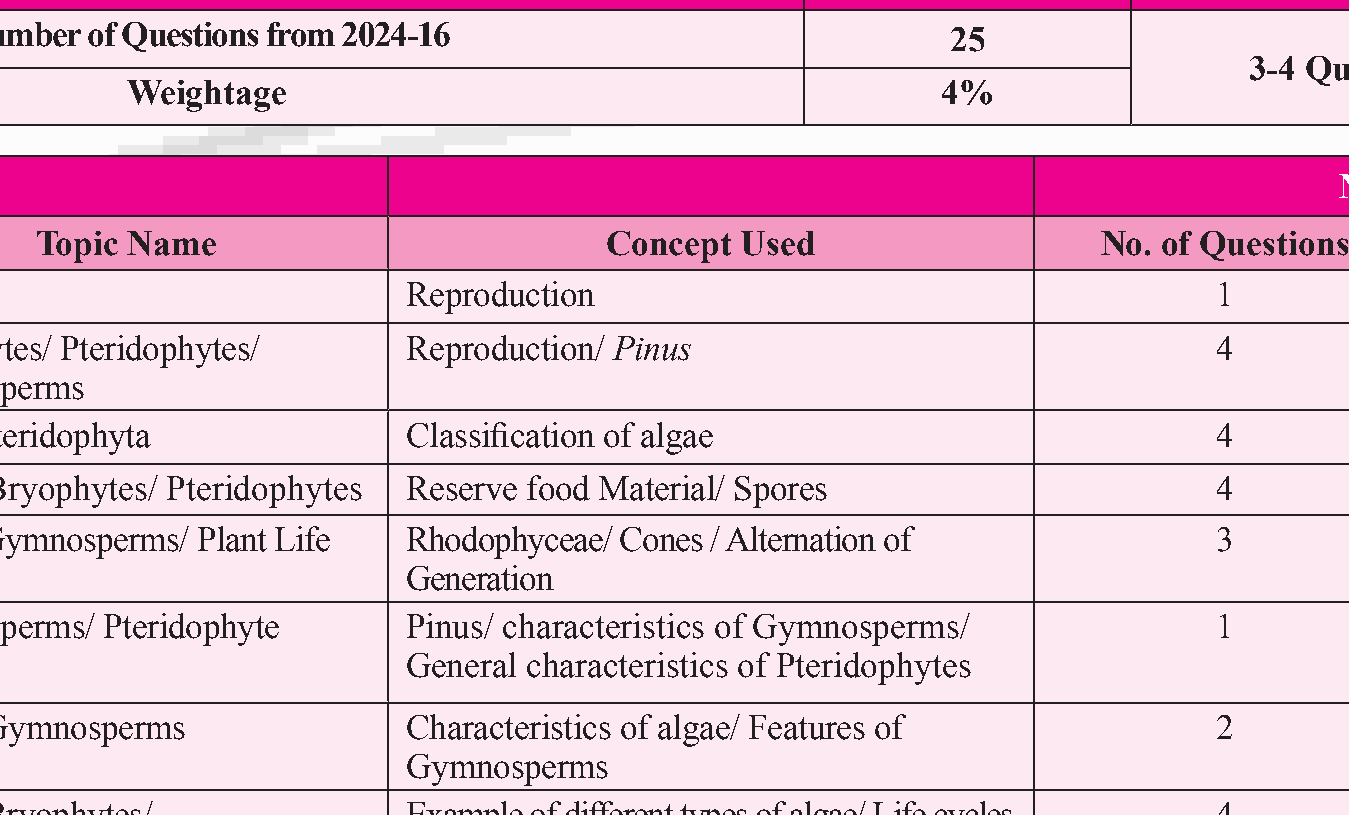 umber of Questions from 2024-16 25
3-4 Qu
Weightage 4%
N
Topic Name Concept Used No. of Questions
Reproduction 1
ytes/ Pteridophytes/ Reproduction/ Pinus 4
perms
teridophyta Classification of algae 4
Bryophytes/ Pteridophytes Reserve food Material/ Spores 4
Gymnosperms/ Plant Life Rhodophyceae/ Cones / Alternation of 3
Generation
perms/ Pteridophyte Pinus/ characteristics of Gymnosperms/ 1
General characteristics of Pteridophytes
Gymnosperms Characteristics of algae/ Features of 2
Gymnosperms
Bryophytes/ Example of different types of algae/ Life cycles 4